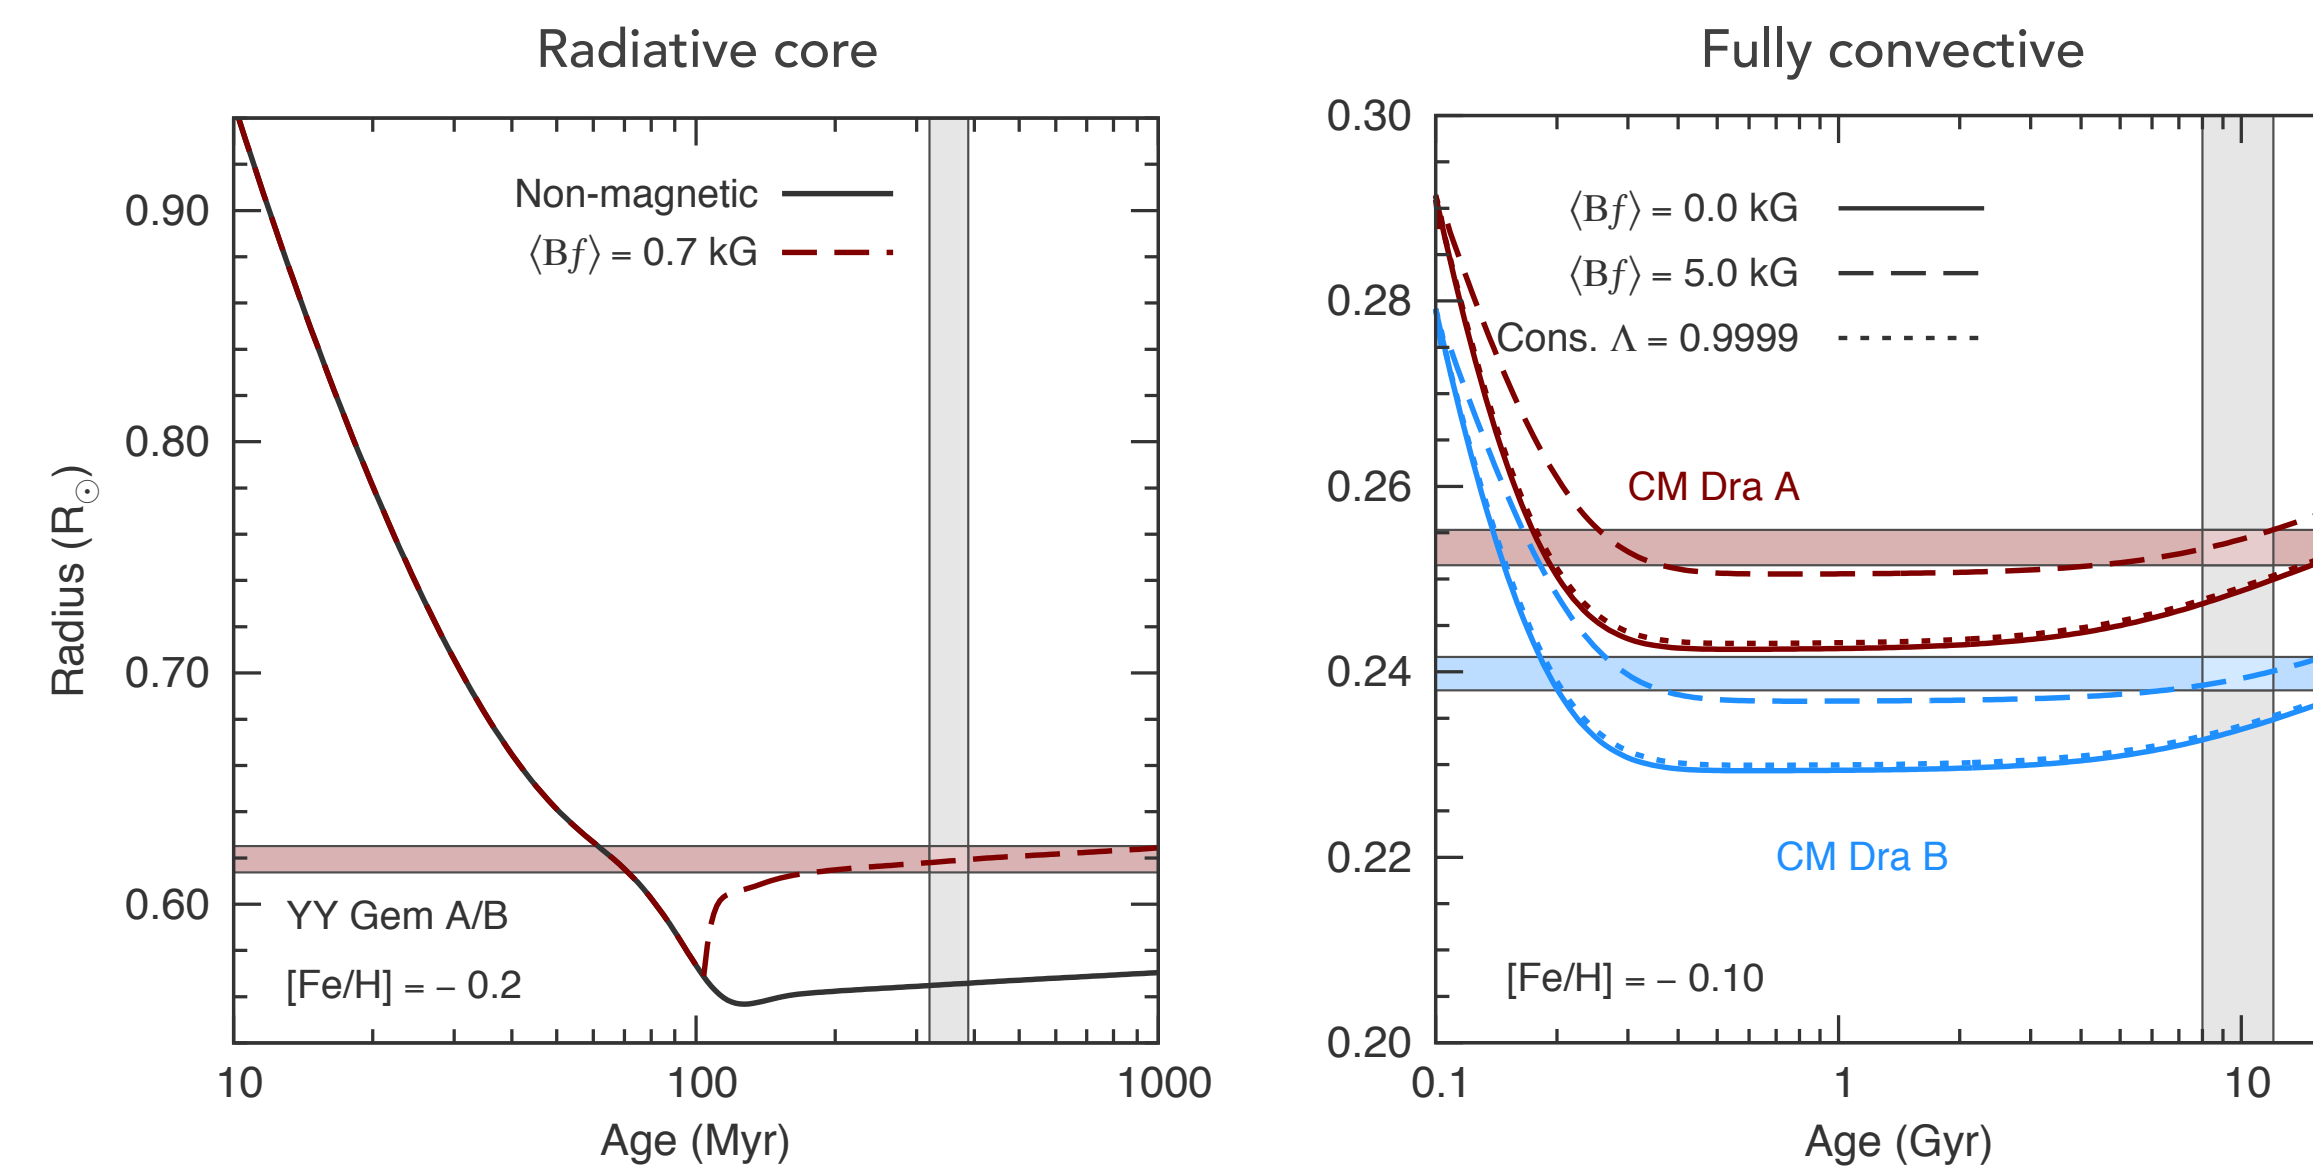 Radiative core
Non-magnetic
⟨Bf⟩ = 0.7 kG
0.90
0.80
0.70
0.60
Radius (R☉)
YY Gem A/B
[Fe/H] = − 0.2
10
100
1000
Age (Myr)
Fully convective
⟨Bf⟩ = 0.0 kG
⟨Bf⟩ = 5.0 kG
Cons. Λ = 0.9999
0.30
0.28
0.26
0.24
0.22
0.20
CM Dra A
CM Dra B
[Fe/H] = − 0.10
0.1
1
10
Age (Gyr)